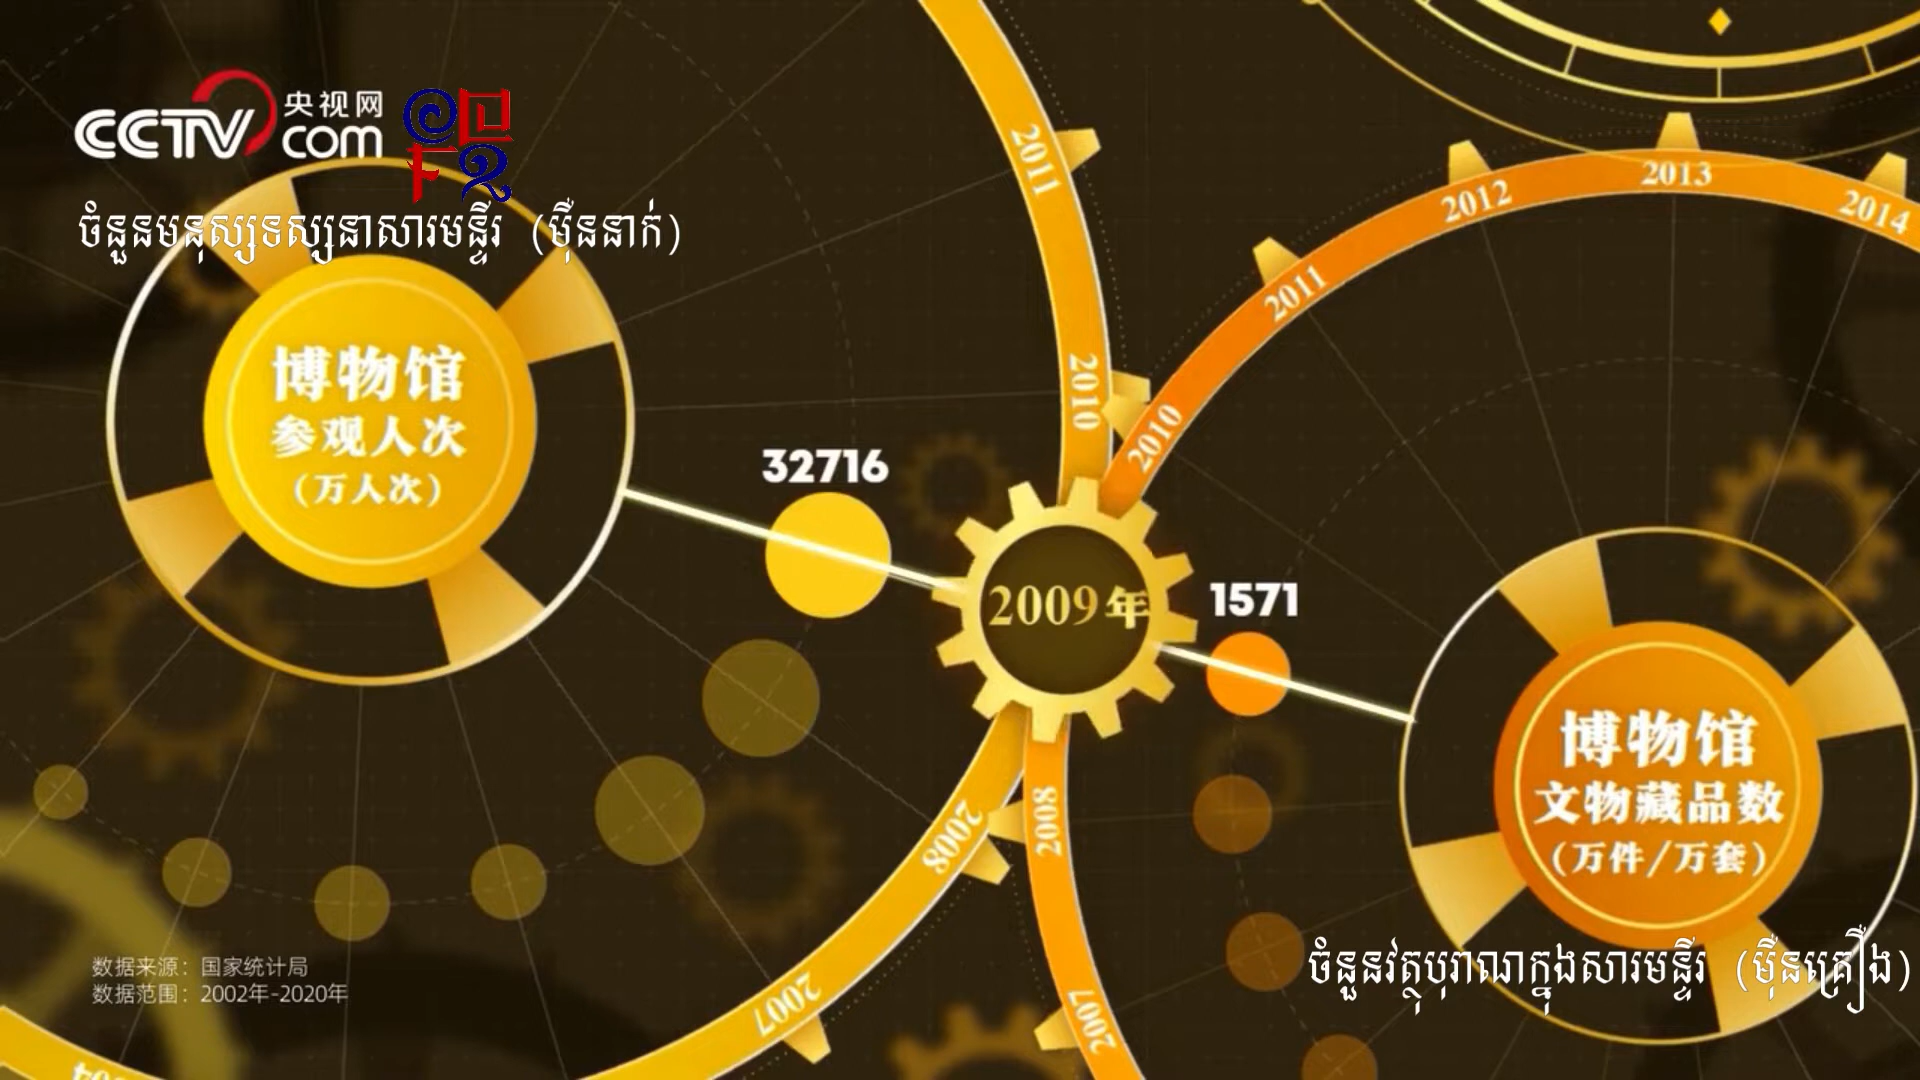 CCTV 央视网
com
ចំនួនមនុស្សទស្សនាសារមន្ទីរ (ម៉ឺននាក់)
博物馆
参观人次
(万人次)
32716
2011
2010
2010
2011
2012
2013
2014
2009年
1571
2008
2008
2007
2007
博物馆
文物藏品数
(万件/万套)
ចំនួនវត្ថុបុរាណក្នុងសារមន្ទីរ (ម៉ឺនគ្រឿង)
数据来源：国家统计局
数据范围：2002年-2020年